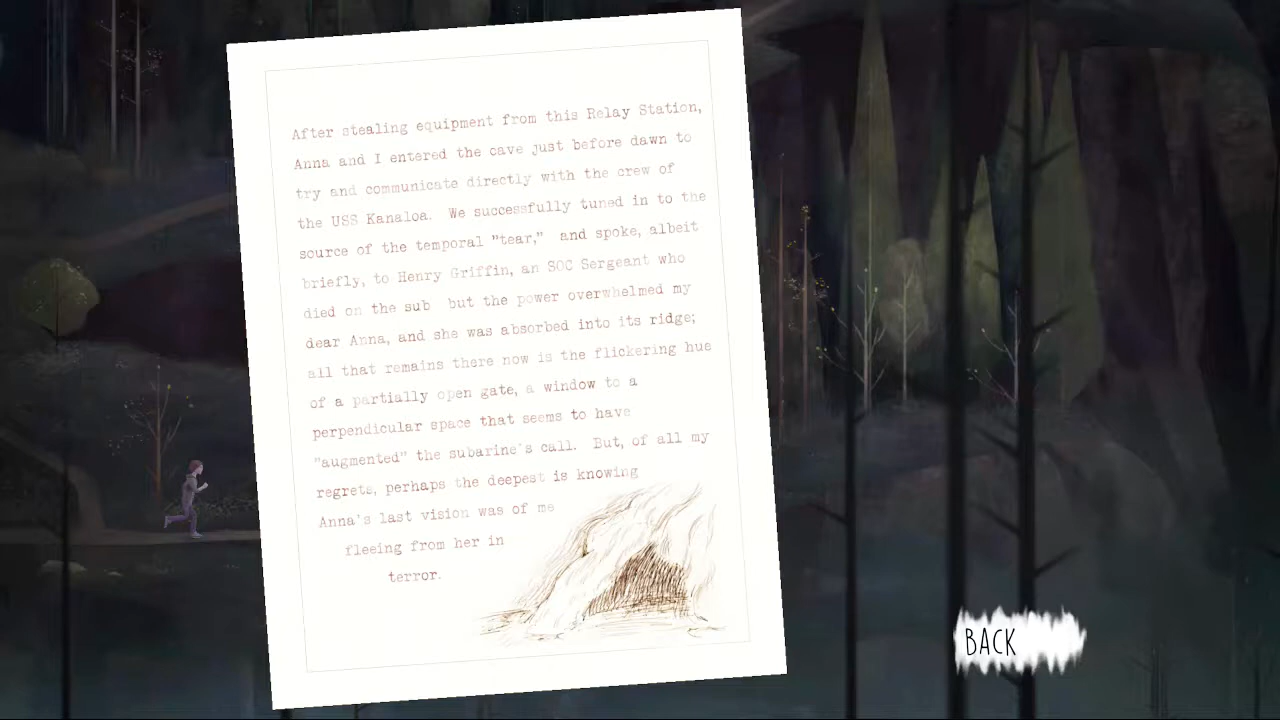 After stealing equipment from this Relay Station,
Anna and I entered the cave just before dawn to
try and communicate directly with the crew of
the USS Kanaloa. We successfully tuned in to the
source of the temporal "tear," and spoke, albeit
briefly, to Henry Griffin, an SOC Sergeant who
died on the sub but the power overwhelmed my
dear Anna, and she was absorbed into its ridge;
all that remains there now is the flickering hue
of a partially open gate, a window to a
perpendicular space that seems to have
"augmented" the subarine's call. But, of all my
regrets, perhaps the deepest is knowing
Anna's last vision was of me
fleeing from her in
terror.
BACK